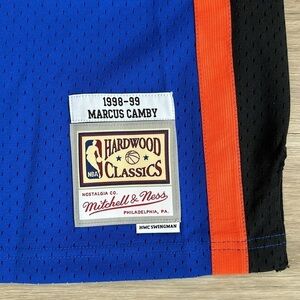 1998-99
MARCUS CAMBY
HARDWOOD
CLASSICS
NBA
NOSTALGIA CO.
Mitchell & Ness
PHILADELPHIA, PA.
HWC SWINGMAN